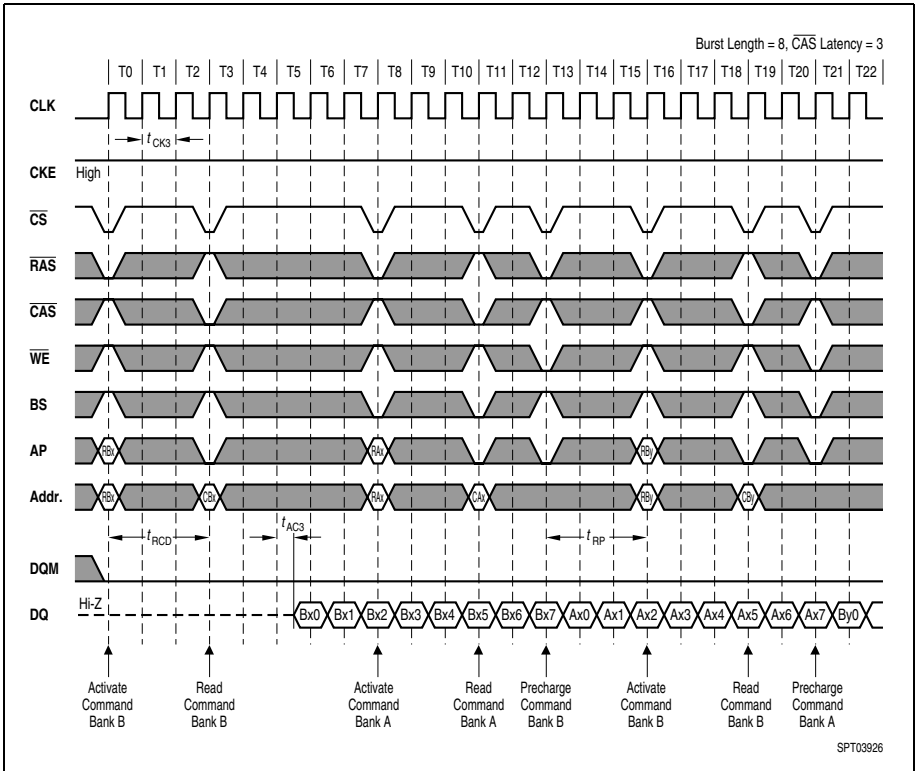 Burst Length = 8, CAS Latency = 3
T0 T1 T2 T3 T4 T5 T6 T7 T8 T9 T10 T11 T12 T13 T14 T15 T16 T17 T18 T19 T20 T21 T22
CLK
tCK3
CKE High
CS
RAS
CAS
WE
BS
AP RBx RAx RBy
Addr. RBx CBx RAx CAx RBy CBy
tRCD tAC3 tRP
DQM
DQ Hi-Z Bx0 Bx1 Bx2 Bx3 Bx4 Bx5 Bx6 Bx7 Ax0 Ax1 Ax2 Ax3 Ax4 Ax5 Ax6 Ax7 By0
Activate Read Activate Read Precharge Activate Read Precharge
Command Command Command Command Command Command Command Command
Bank B Bank B Bank A Bank A Bank B Bank B Bank B Bank A
SPT03926